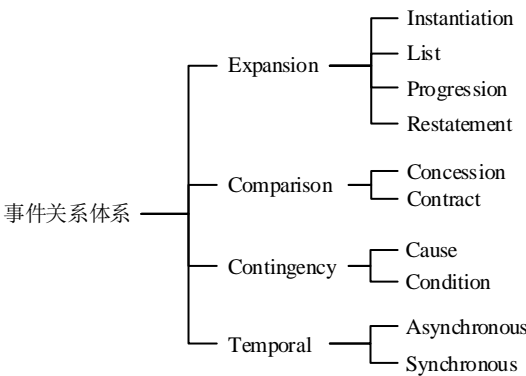 事件关系体系
Expansion
Instantiation
List
Progression
Restatement
Comparison
Concession
Contract
Contingency
Cause
Condition
Temporal
Asynchronous
Synchronous